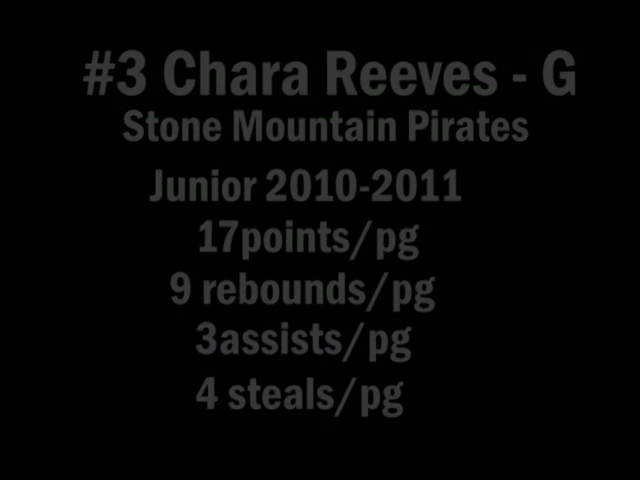 #3 Chara Reeves - G
Stone Mountain Pirates
Junior 2010-2011
17points/pg
9 rebounds/pg
3assists/pg
4 steals/pg